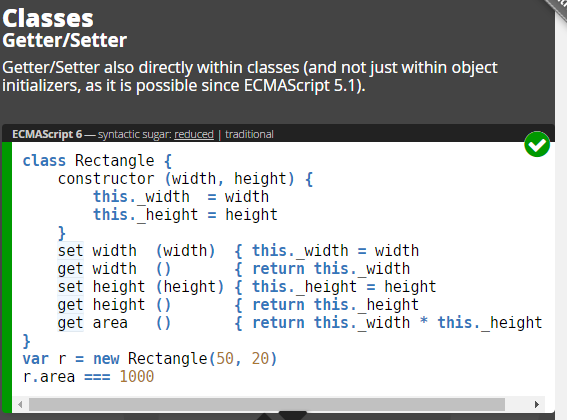 Classes
Getter/Setter
Getter/Setter also directly within classes (and not just within object
initializers, as it is possible since ECMAScript 5.1).
ECMAScript 6 — syntactic sugar: reduced | traditional
class Rectangle {
    constructor (width, height) {
        this._width  = width
        this._height = height
    }
    set width  (width)  { this._width = width
    get width  ()       { return this._width
    set height (height) { this._height = height
    get height ()       { return this._height
    get area   ()       { return this._width * this._height
}
var r = new Rectangle(50, 20)
r.area === 1000